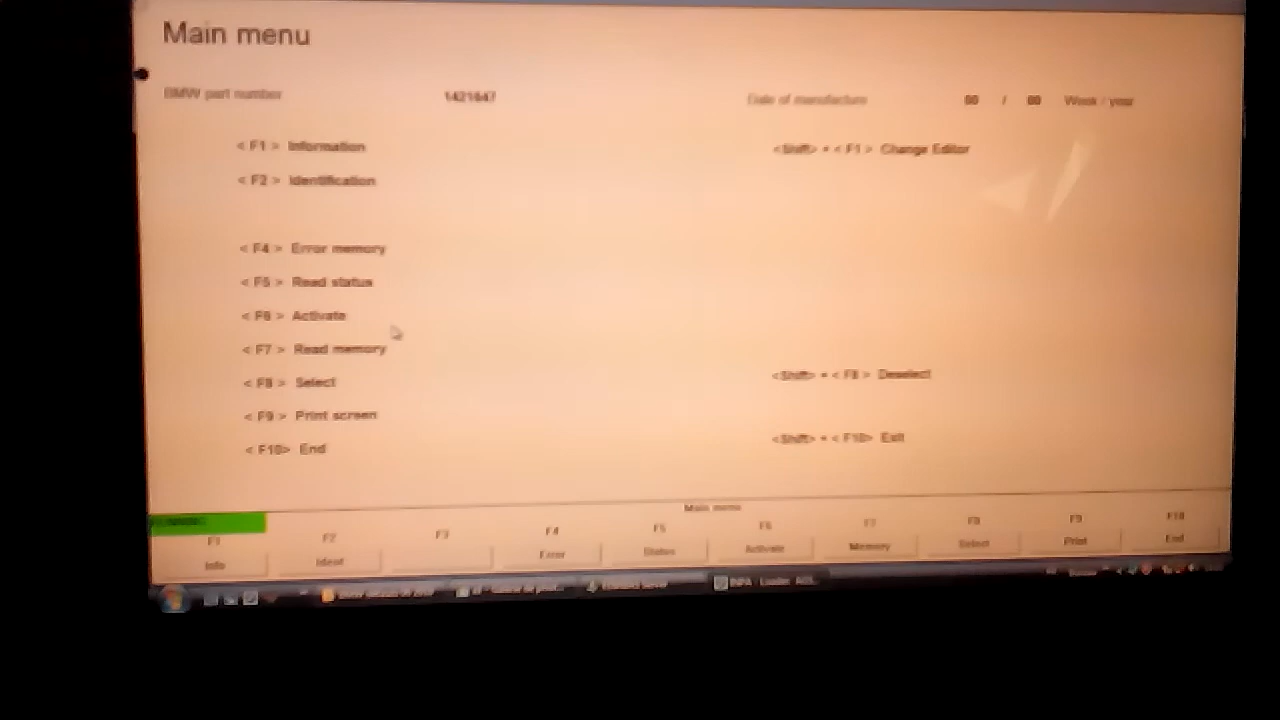 Main menu
BMW part number 1421647 Date of manufacture 00 / 00 Week / year
< F1 > Information <Shift> + < F1 > Change Editor
< F2 > Identification
< F4 > Error memory
< F5 > Read status
< F6 > Activate
< F7 > Read memory
< F8 > Select <Shift> + < F8 > Deselect
< F9 > Print screen
< F10> End <Shift> + < F10> Exit
Main menu
F1 F2 F3 F4 F5 F6 F7 F8 F9 F10
Info Ident Error Status Activate Memory Select Print End
INPA - Loader